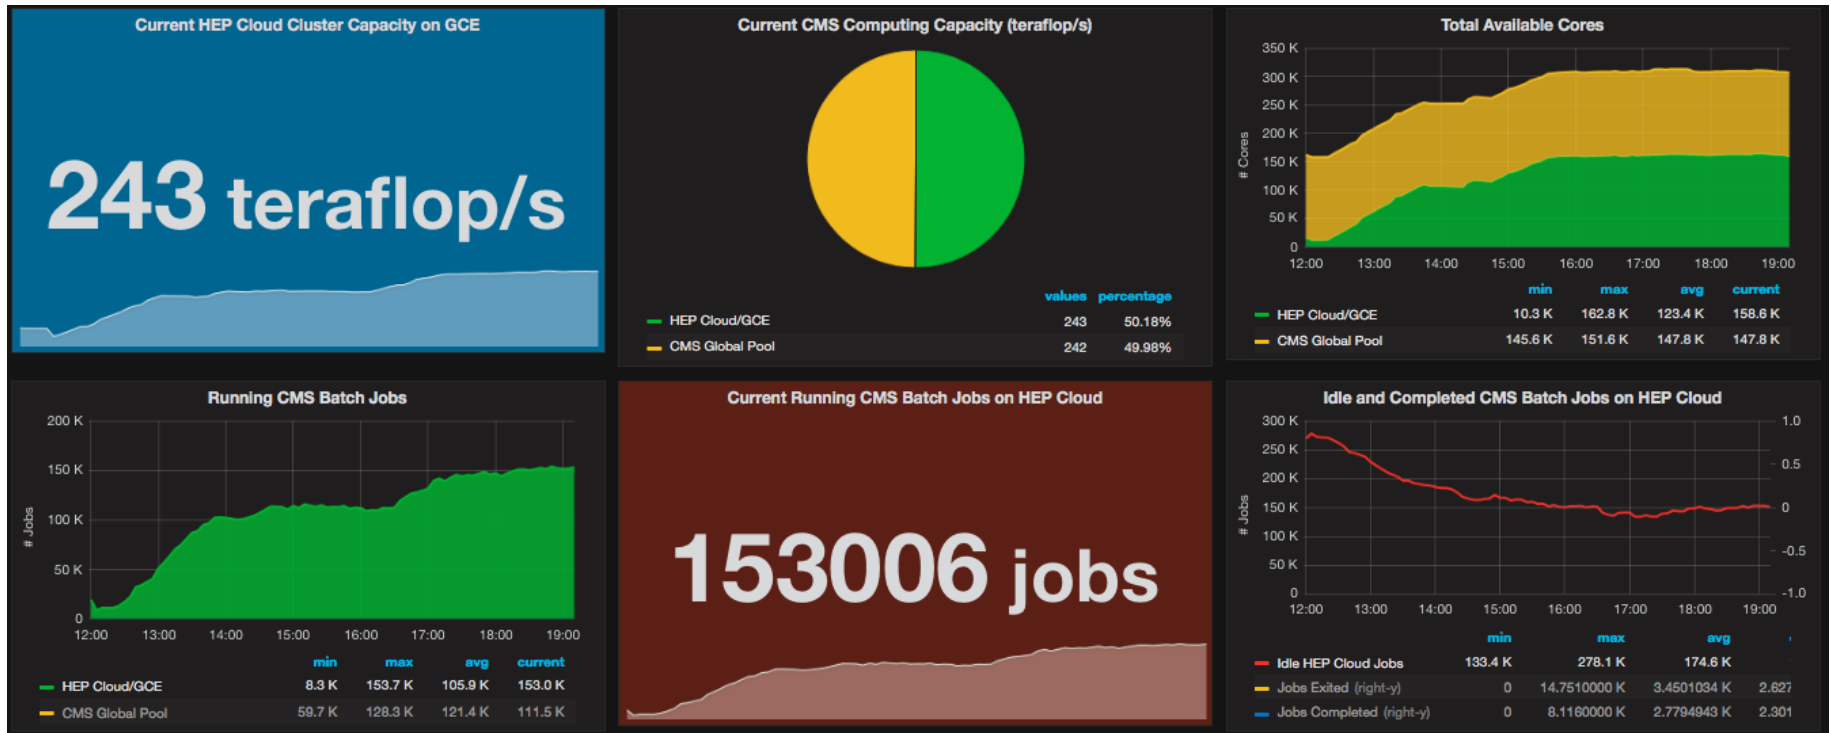 Current HEP Cloud Cluster Capacity on GCE
243 teraflop/s
Current CMS Computing Capacity (teraflop/s)
values percentage
HEP Cloud/GCE 243 50.18%
CMS Global Pool 242 49.98%
Total Available Cores
350 K
300 K
250 K
200 K
150 K
100 K
50 K
0
# Cores
12:00 13:00 14:00 15:00 16:00 17:00 18:00 19:00
min max avg current
HEP Cloud/GCE 10.3 K 162.8 K 123.4 K 158.6 K
CMS Global Pool 145.6 K 151.6 K 147.8 K 147.8 K
Running CMS Batch Jobs
200 K
150 K
100 K
50 K
0
# Jobs
12:00 13:00 14:00 15:00 16:00 17:00 18:00 19:00
min max avg current
HEP Cloud/GCE 8.3 K 153.7 K 105.9 K 153.0 K
CMS Global Pool 59.7 K 128.3 K 121.4 K 111.5 K
Current Running CMS Batch Jobs on HEP Cloud
153006 jobs
Idle and Completed CMS Batch Jobs on HEP Cloud
300 K 1.0
250 K
0.5
200 K
150 K 0
100 K
-0.5
50 K
0 -1.0
# Jobs
12:00 13:00 14:00 15:00 16:00 17:00 18:00 19:00
min max avg
Idle HEP Cloud Jobs 133.4 K 278.1 K 174.6 K
Jobs Exited (right-y) 0 14.7510000 K 3.4501034 K 2.627
Jobs Completed (right-y) 0 8.1160000 K 2.7794943 K 2.301